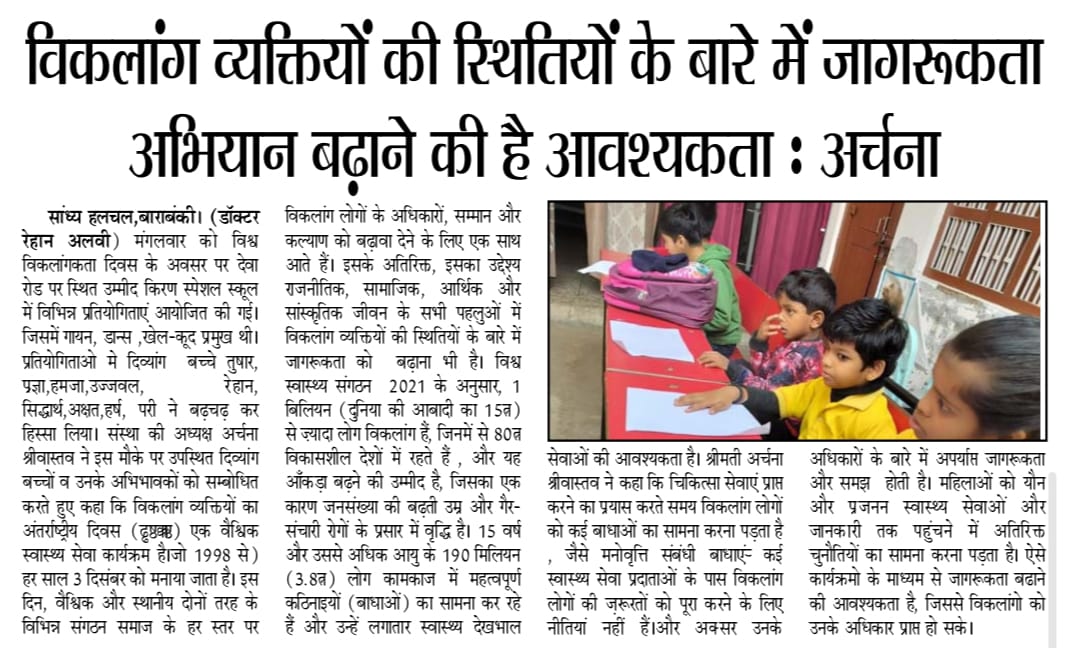 विकलांग व्यक्तियों की स्थितियों के बारे में जागरूकता
अभियान बढ़ाने की है आवश्यकता : अर्चना
सांध्य हलचल,बाराबंकी। (डॉक्टर
रेहान अलवी) मंगलवार को विश्व
विकलांगकता दिवस के अवसर पर देवा
रोड पर स्थित उम्मीद किरण स्पेशल स्कूल
में विभिन्न प्रतियोगिताएं आयोजित की गई।
जिसमें गायन, डान्स ,खेल-कूद प्रमुख थी।
प्रतियोगिताओ मे दिव्यांग बच्चे तुषार,
प्रज्ञा,हमजा,उज्जवल, रेहान,
सिद्धार्थ,अक्षत,हर्ष, परी ने बढ़चढ़ कर
हिस्सा लिया। संस्था की अध्यक्ष अर्चना
श्रीवास्तव ने इस मौके पर उपस्थित दिव्यांग
बच्चों व उनके अभिभावकों को सम्बोधित
करते हुए कहा कि विकलांग व्यक्तियों का
अंतर्राष्ट्रीय दिवस एक वैश्विक
स्वास्थ्य सेवा कार्यक्रम है।जो 1998 से)
हर साल 3 दिसंबर को मनाया जाता है। इस
दिन, वैश्विक और स्थानीय दोनों तरह के
विभिन्न संगठन समाज के हर स्तर पर
विकलांग लोगों के अधिकारों, सम्मान और
कल्याण को बढ़ावा देने के लिए एक साथ
आते हैं। इसके अतिरिक्त, इसका उद्देश्य
राजनीतिक, सामाजिक, आर्थिक और
सांस्कृतिक जीवन के सभी पहलुओं में
विकलांग व्यक्तियों की स्थितियों के बारे में
जागरूकता को बढ़ाना भी है। विश्व
स्वास्थ्य संगठन 2021 के अनुसार, 1
बिलियन (दुनिया की आबादी का 15त्न)
से ज़्यादा लोग विकलांग हैं, जिनमें से 80त्न
विकासशील देशों में रहते हैं , और यह
आँकड़ा बढ़ने की उम्मीद है, जिसका एक
कारण जनसंख्या की बढ़ती उम्र और गैर-
संचारी रोगों के प्रसार में वृद्धि है। 15 वर्ष
और उससे अधिक आयु के 190 मिलियन
(3.8त्न) लोग कामकाज में महत्वपूर्ण
कठिनाइयों (बाधाओं) का सामना कर रहे
हैं और उन्हें लगातार स्वास्थ्य देखभाल
सेवाओं की आवश्यकता है। श्रीमती अर्चना
श्रीवास्तव ने कहा कि चिकित्सा सेवाएं प्राप्त
करने का प्रयास करते समय विकलांग लोगों
को कई बाधाओं का सामना करना पड़ता है
, जैसे मनोवृत्ति संबंधी बाधाएं- कई
स्वास्थ्य सेवा प्रदाताओं के पास विकलांग
लोगों की ज़रूरतों को पूरा करने के लिए
नीतियां नहीं हैं।और अक्सर उनके
अधिकारों के बारे में अपर्याप्त जागरूकता
और समझ होती है। महिलाओं को यौन
और प्रजनन स्वास्थ्य सेवाओं और
जानकारी तक पहुंचने में अतिरिक्त
चुनौतियों का सामना करना पड़ता है। ऐसे
कार्यक्रमो के माध्यम से जागरूकता बढाने
की आवश्यकता है, जिससे विकलांगो को
उनके अधिकार प्राप्त हो सके।